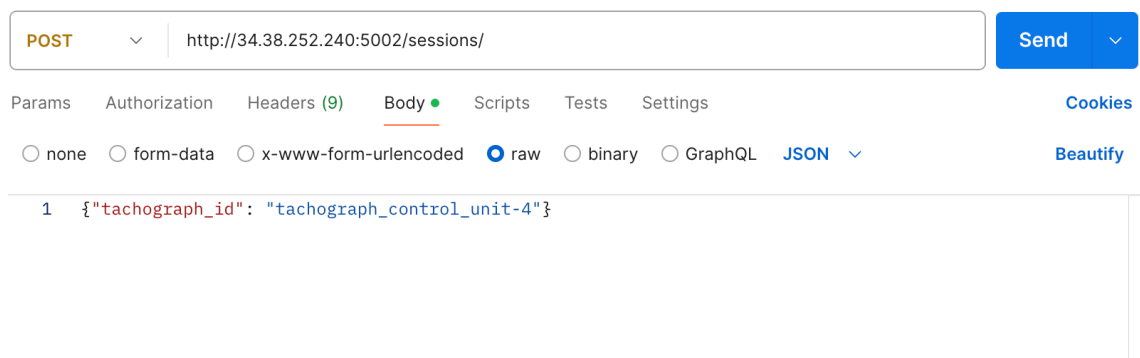 POST http://34.38.252.240:5002/sessions/ Send
Params Authorization Headers (9) Body Scripts Tests Settings Cookies
none form-data x-www-form-urlencoded raw binary GraphQL JSON Beautify
1 {"tachograph_id": "tachograph_control_unit-4"}